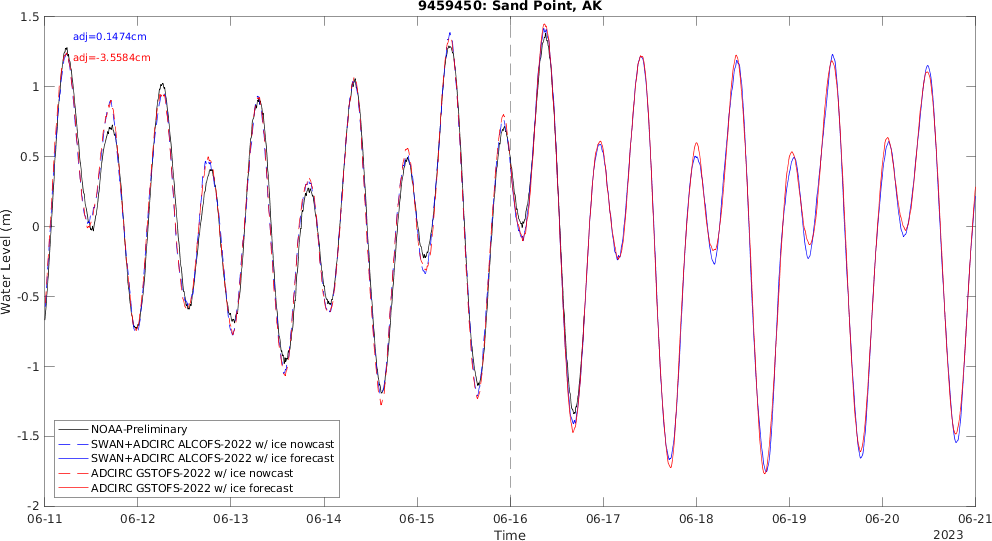 9459450: Sand Point, AK
adj=0.1474cm
adj=-3.5584cm
Water Level (m)
1.5
1
0.5
0
-0.5
-1
-1.5
-2
NOAA-Preliminary
SWAN+ADCIRC ALCOFS-2022 w/ ice nowcast
SWAN+ADCIRC ALCOFS-2022 w/ ice forecast
ADCIRC GSTOFS-2022 w/ ice nowcast
ADCIRC GSTOFS-2022 w/ ice forecast
06-11 06-12 06-13 06-14 06-15 06-16 06-17 06-18 06-19 06-20 06-21
Time
2023